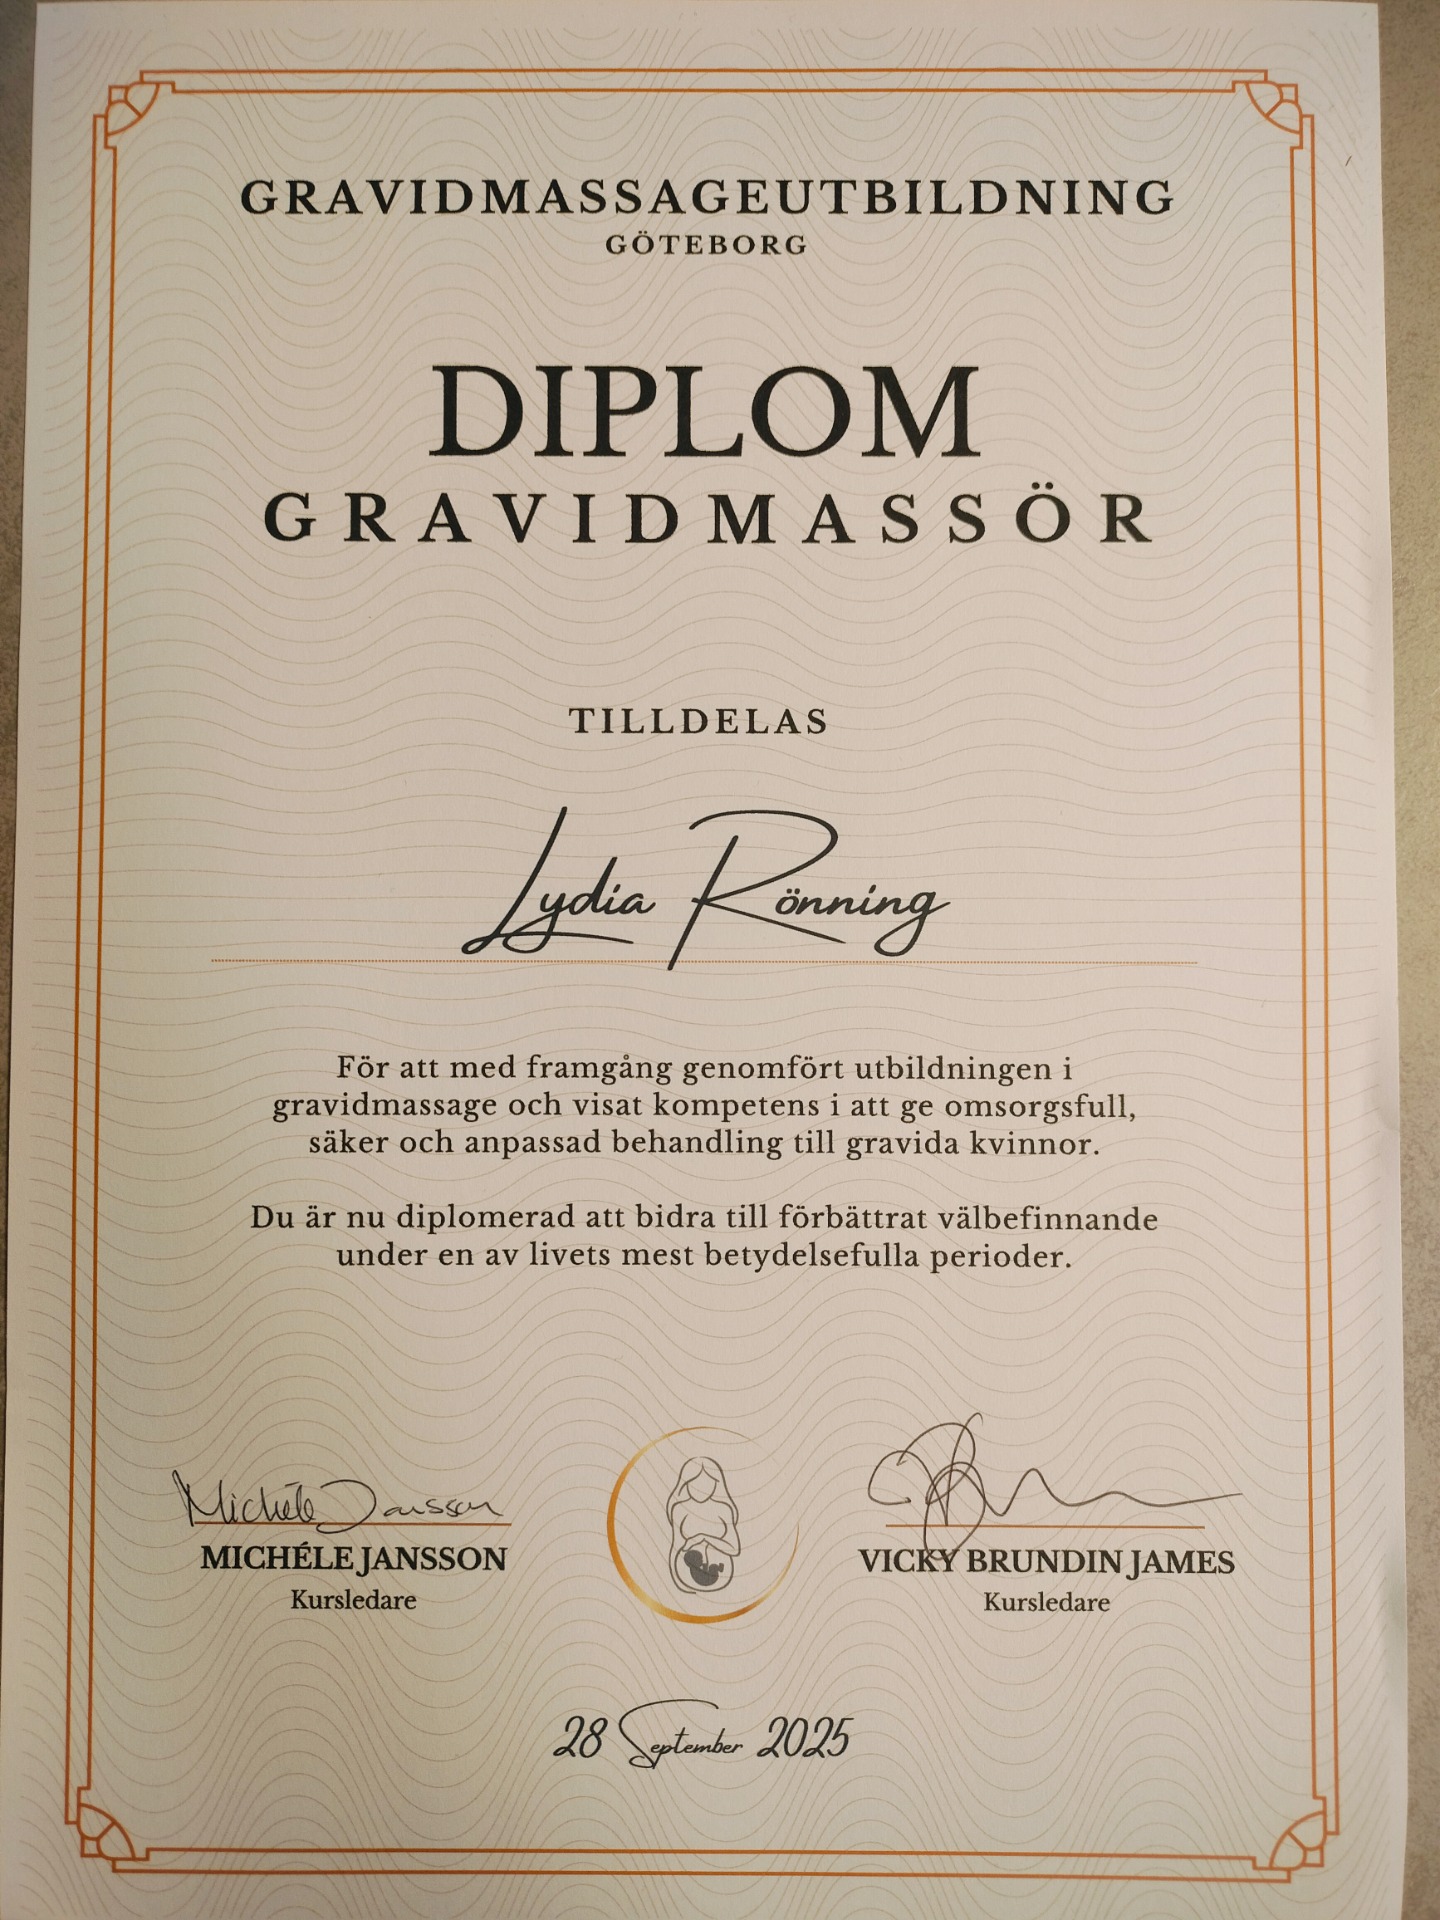 GRAVIDMASSAGEUTBILDNING
GÖTEBORG
DIPLOM
GRAVIDMASSÖR
TILLDELAS
Lydia Rönning
För att med framgång genomfört utbildningen i
gravidmassage och visat kompetens i att ge omsorgsfull,
säker och anpassad behandling till gravida kvinnor.
Du är nu diplomerad att bidra till förbättrat välbefinnande
under en av livets mest betydelsefulla perioder.
Michéle Jansson
MICHÉLE JANSSON
Kursledare
VICKY BRUNDIN JAMES
Kursledare
28 September 2025